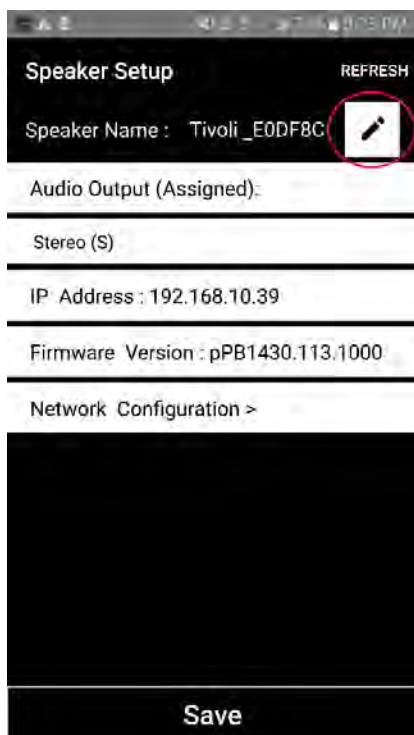 Speaker Setup
REFRESH
Speaker Name : Tivoli _E0DF8C
Audio Output (Assigned):
Stereo (S)
IP Address : 192.168.10.39
Firmware Version : pPB1430.113.1000
Network Configuration >
Save